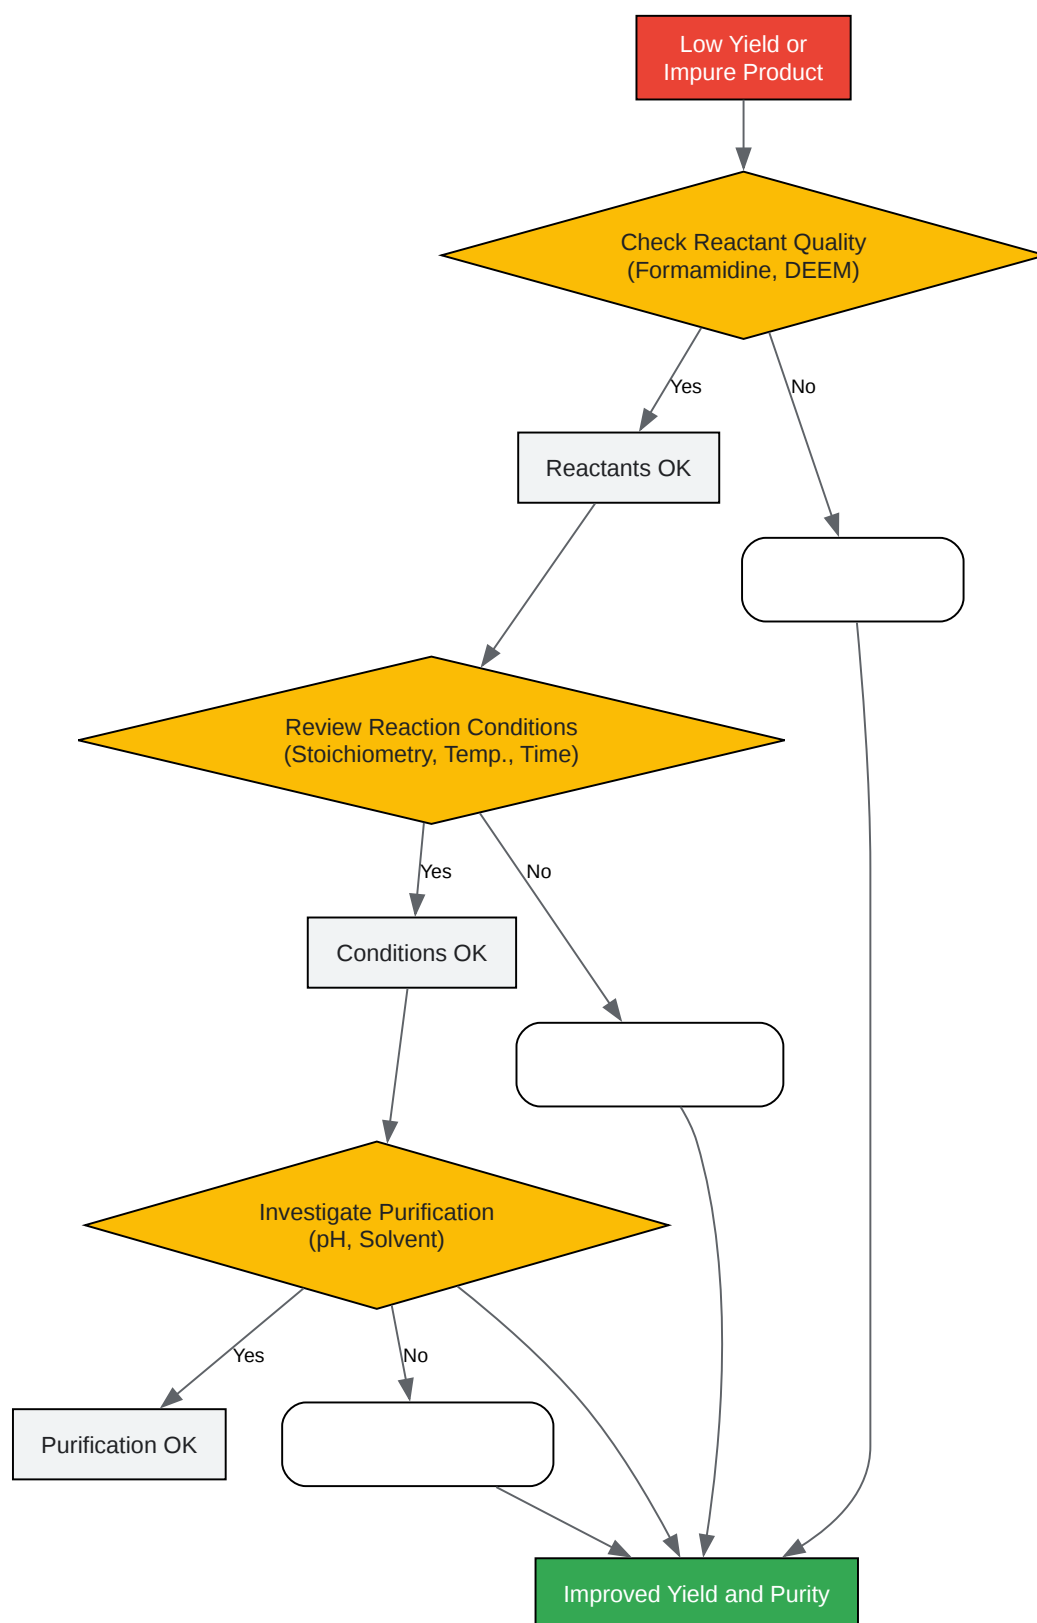 Low Yield or
Impure Product
Check Reactant Quality
(Formamidine, DEEM)
Yes
No
Reactants OK
Review Reaction Conditions
(Stoichiometry, Temp., Time)
Yes
No
Conditions OK
Investigate Purification
(pH, Solvent)
Yes
No
Purification OK
Improved Yield and Purity